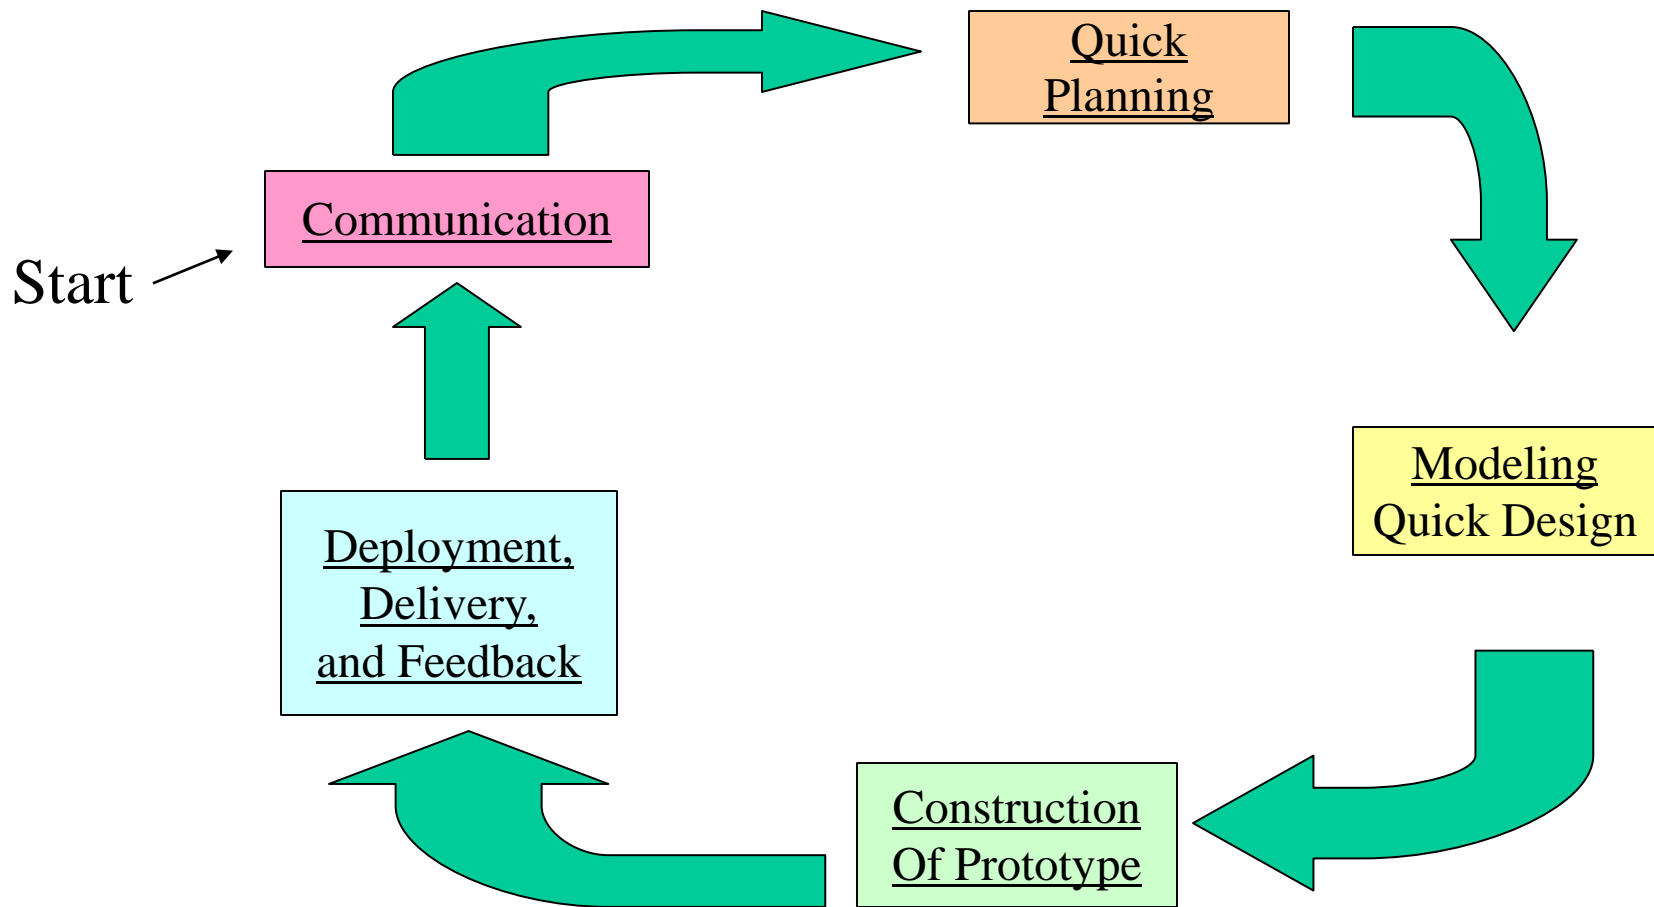 Quick
Planning
Communication
Start
Modeling
Quick Design
Deployment,
Delivery,
and Feedback
Construction
Of Prototype